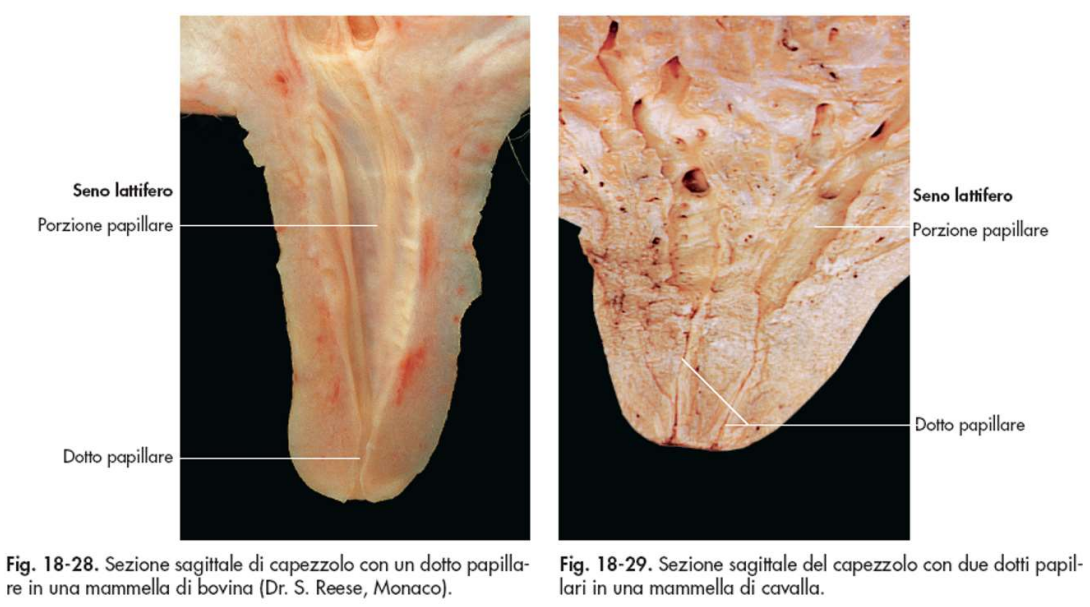 Seno lattifero
Porzione papillare
Dotto papillare
Fig. 18-28. Sezione sagittale di capezzolo con un dotto papilla-
re in una mammella di bovina (Dr. S. Reese, Monaco).
Seno lattifero
Porzione papillare
Dotto papillare
Fig. 18-29. Sezione sagittale del capezzolo con due dotti papil-
lari in una mammella di cavalla.